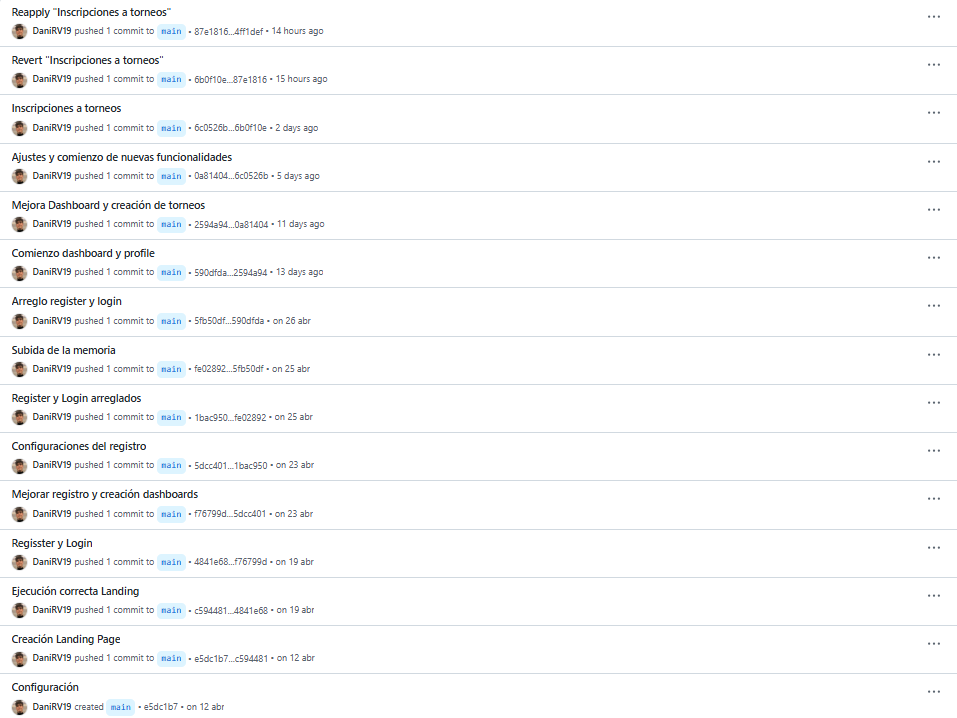 Reapply "Inscripciones a torneos"
DaniRV19 pushed 1 commit to main • 87e1816...4ff1def • 14 hours ago
Revert "Inscripciones a torneos"
DaniRV19 pushed 1 commit to main • 6b0f10e...87e1816 • 15 hours ago
Inscripciones a torneos
DaniRV19 pushed 1 commit to main • 6c0526b...6b0f10e • 2 days ago
Ajustes y comienzo de nuevas funcionalidades
DaniRV19 pushed 1 commit to main • 0a81404...6c0526b • 5 days ago
Mejora Dashboard y creación de torneos
DaniRV19 pushed 1 commit to main • 2594a94...0a81404 • 11 days ago
Comienzo dashboard y profile
DaniRV19 pushed 1 commit to main • 590dfda...2594a94 • 13 days ago
Arreglo register y login
DaniRV19 pushed 1 commit to main • 5fb50df...590dfda • on 26 abr
Subida de la memoria
DaniRV19 pushed 1 commit to main • fe02892...5fb50df • on 25 abr
Register y Login arreglados
DaniRV19 pushed 1 commit to main • 1bac950...fe02892 • on 25 abr
Configuraciones del registro
DaniRV19 pushed 1 commit to main • 5dcc401...1bac950 • on 23 abr
Mejorar registro y creación dashboards
DaniRV19 pushed 1 commit to main • f76799d...5dcc401 • on 23 abr
Regisster y Login
DaniRV19 pushed 1 commit to main • 4841e68...f76799d • on 19 abr
Ejecución correcta Landing
DaniRV19 pushed 1 commit to main • c594481...4841e68 • on 19 abr
Creación Landing Page
DaniRV19 pushed 1 commit to main • e5dc1b7...c594481 • on 12 abr
Configuración
DaniRV19 created main • e5dc1b7 • on 12 abr